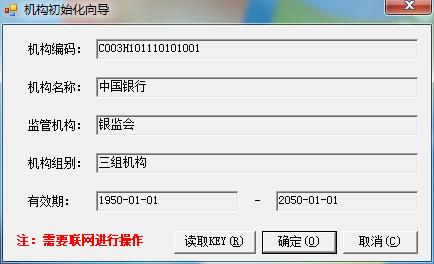 机构初始化向导
机构编码： C003H101110101001
机构名称： 中国银行
监管机构： 银监会
机构组别： 三组机构
有效期： 1950-01-01 - 2050-01-01
注：需要联网进行操作 读取KEY(R) 确定(O) 取消(C)